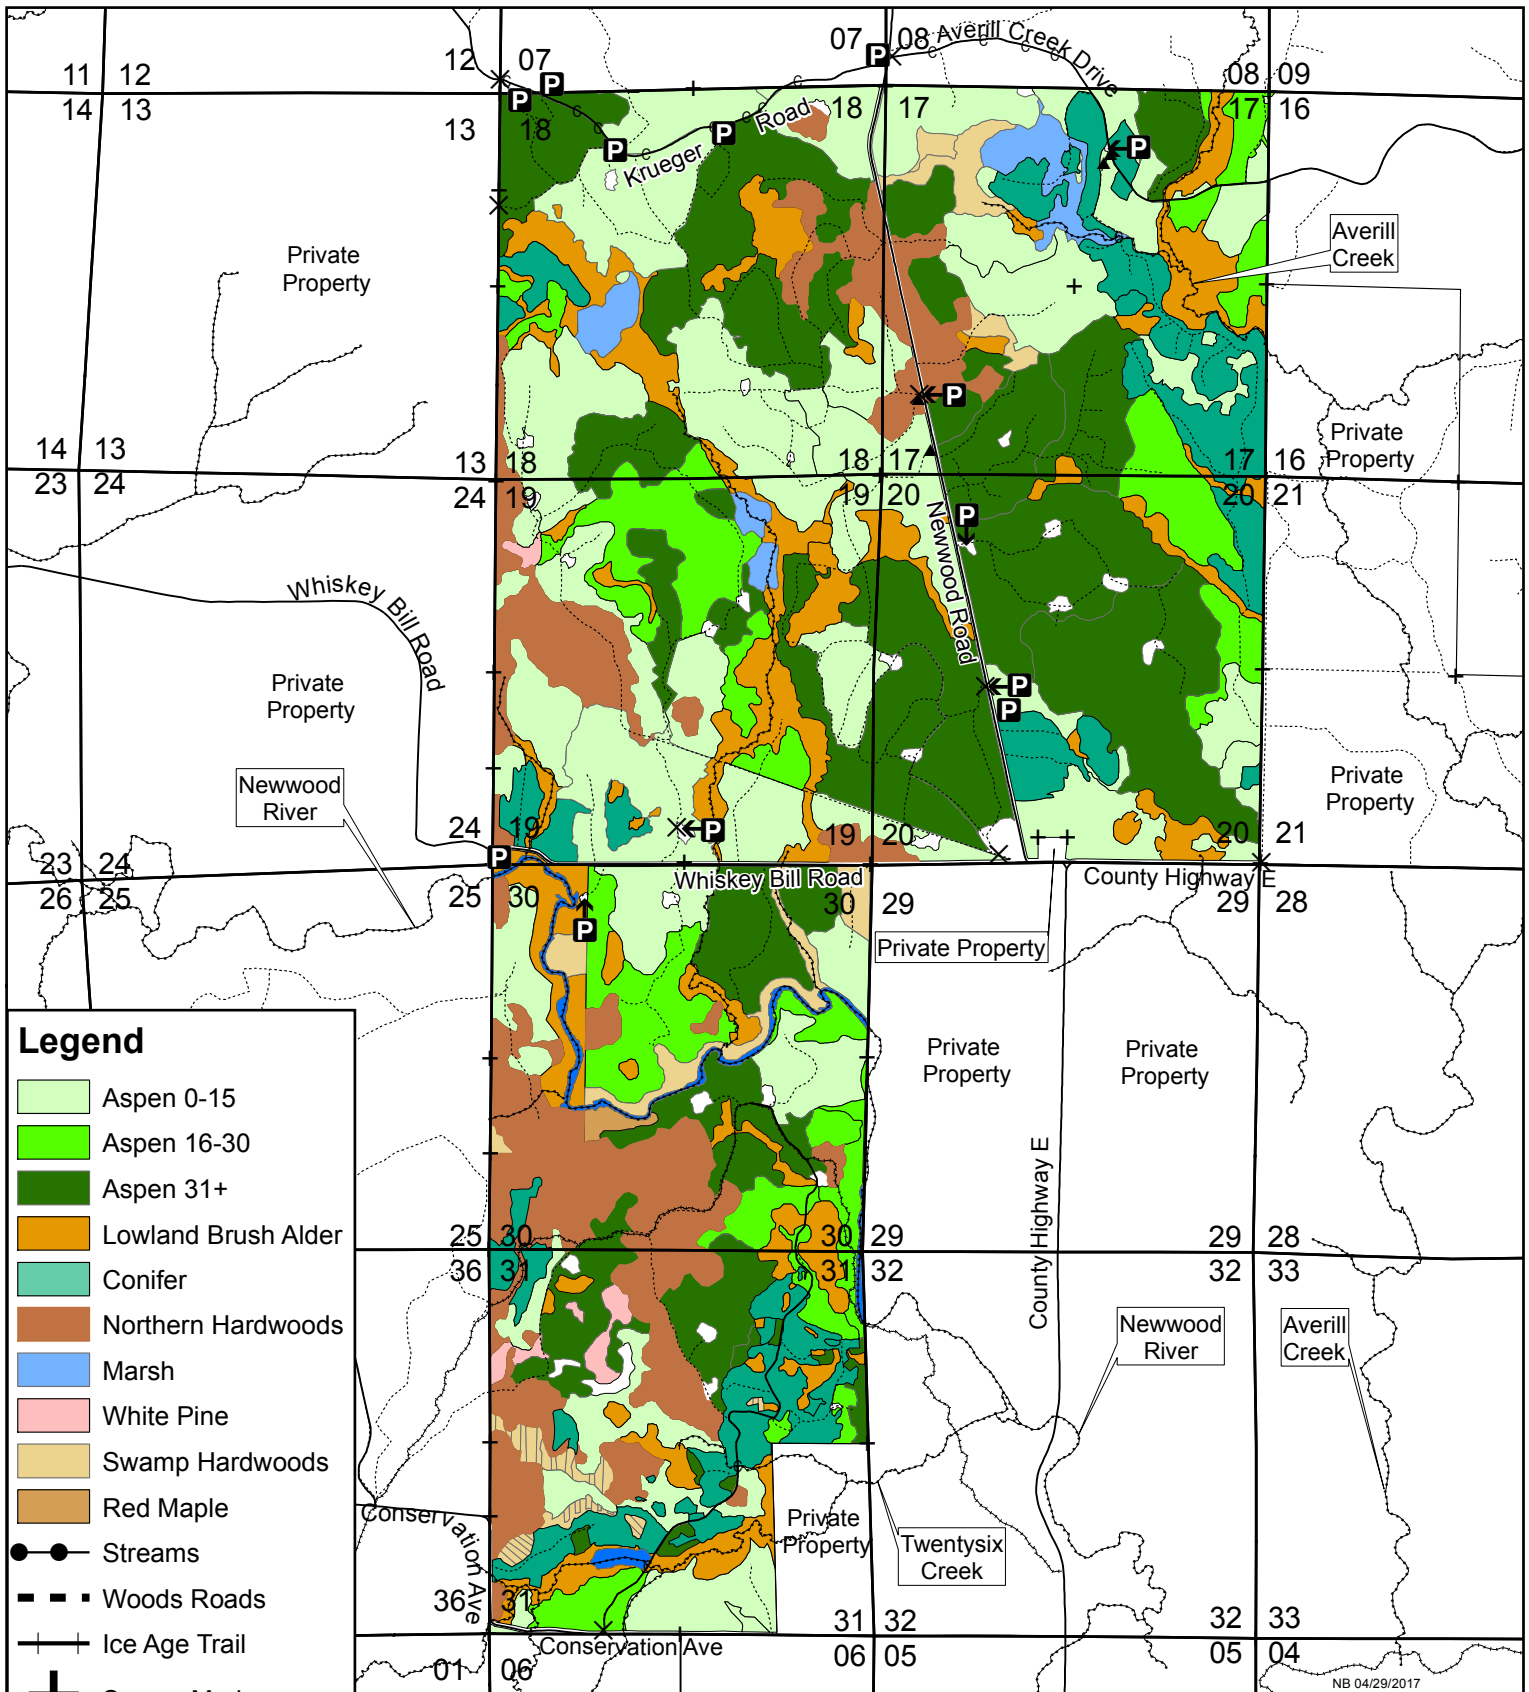 07 08 Averill Creek Drive
P
12 07
P
P
11 12
08 09
14 13
17 16
13 18
Krueger Road
P
P
18 17
P
Averill
Creek
Private
Property
P
Private
Property
14 13
13 18
18 17
17 16
23 24
24 19
19 20
20 21
P
Newwood Road
Whiskey Bill Road
Private
Property
P
P
Newwood
River
Private
Property
P
24 19
19 20
20 21
P
23 24
Whiskey Bill Road
County Highway E
26 25
25 30
30 29
29 28
P
Private Property
Private
Property
Private
Property
County Highway E
25 30
30 29
29 28
36 31
31 32
32 33
Newwood
River
Averill
Creek
Private
Property
Twentysix
Creek
Conservation Ave
36 31
31 32
32 33
Conservation Ave
01 06
06 05
05 04
NB 04/29/2017
Legend
Aspen 0-15
Aspen 16-30
Aspen 31+
Lowland Brush Alder
Conifer
Northern Hardwoods
Marsh
White Pine
Swamp Hardwoods
Red Maple
Streams
Woods Roads
Ice Age Trail